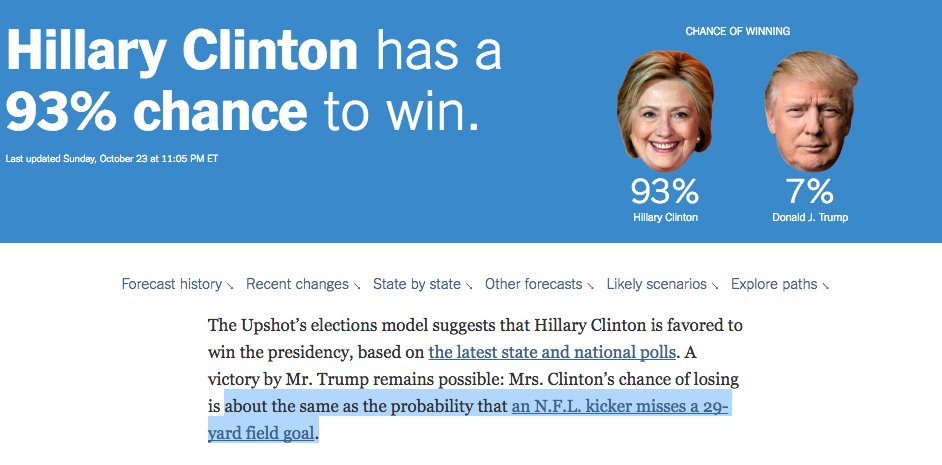 Hillary Clinton has a
93% chance to win.
Last updated Sunday, October 23 at 11:05 PM ET
CHANCE OF WINNING
93%
Hillary Clinton
7%
Donald J. Trump
Forecast history Recent changes State by state Other forecasts Likely scenarios Explore paths
The Upshot’s elections model suggests that Hillary Clinton is favored to
win the presidency, based on the latest state and national polls. A
victory by Mr. Trump remains possible: Mrs. Clinton’s chance of losing
is about the same as the probability that an N.F.L. kicker misses a 29-
yard field goal.